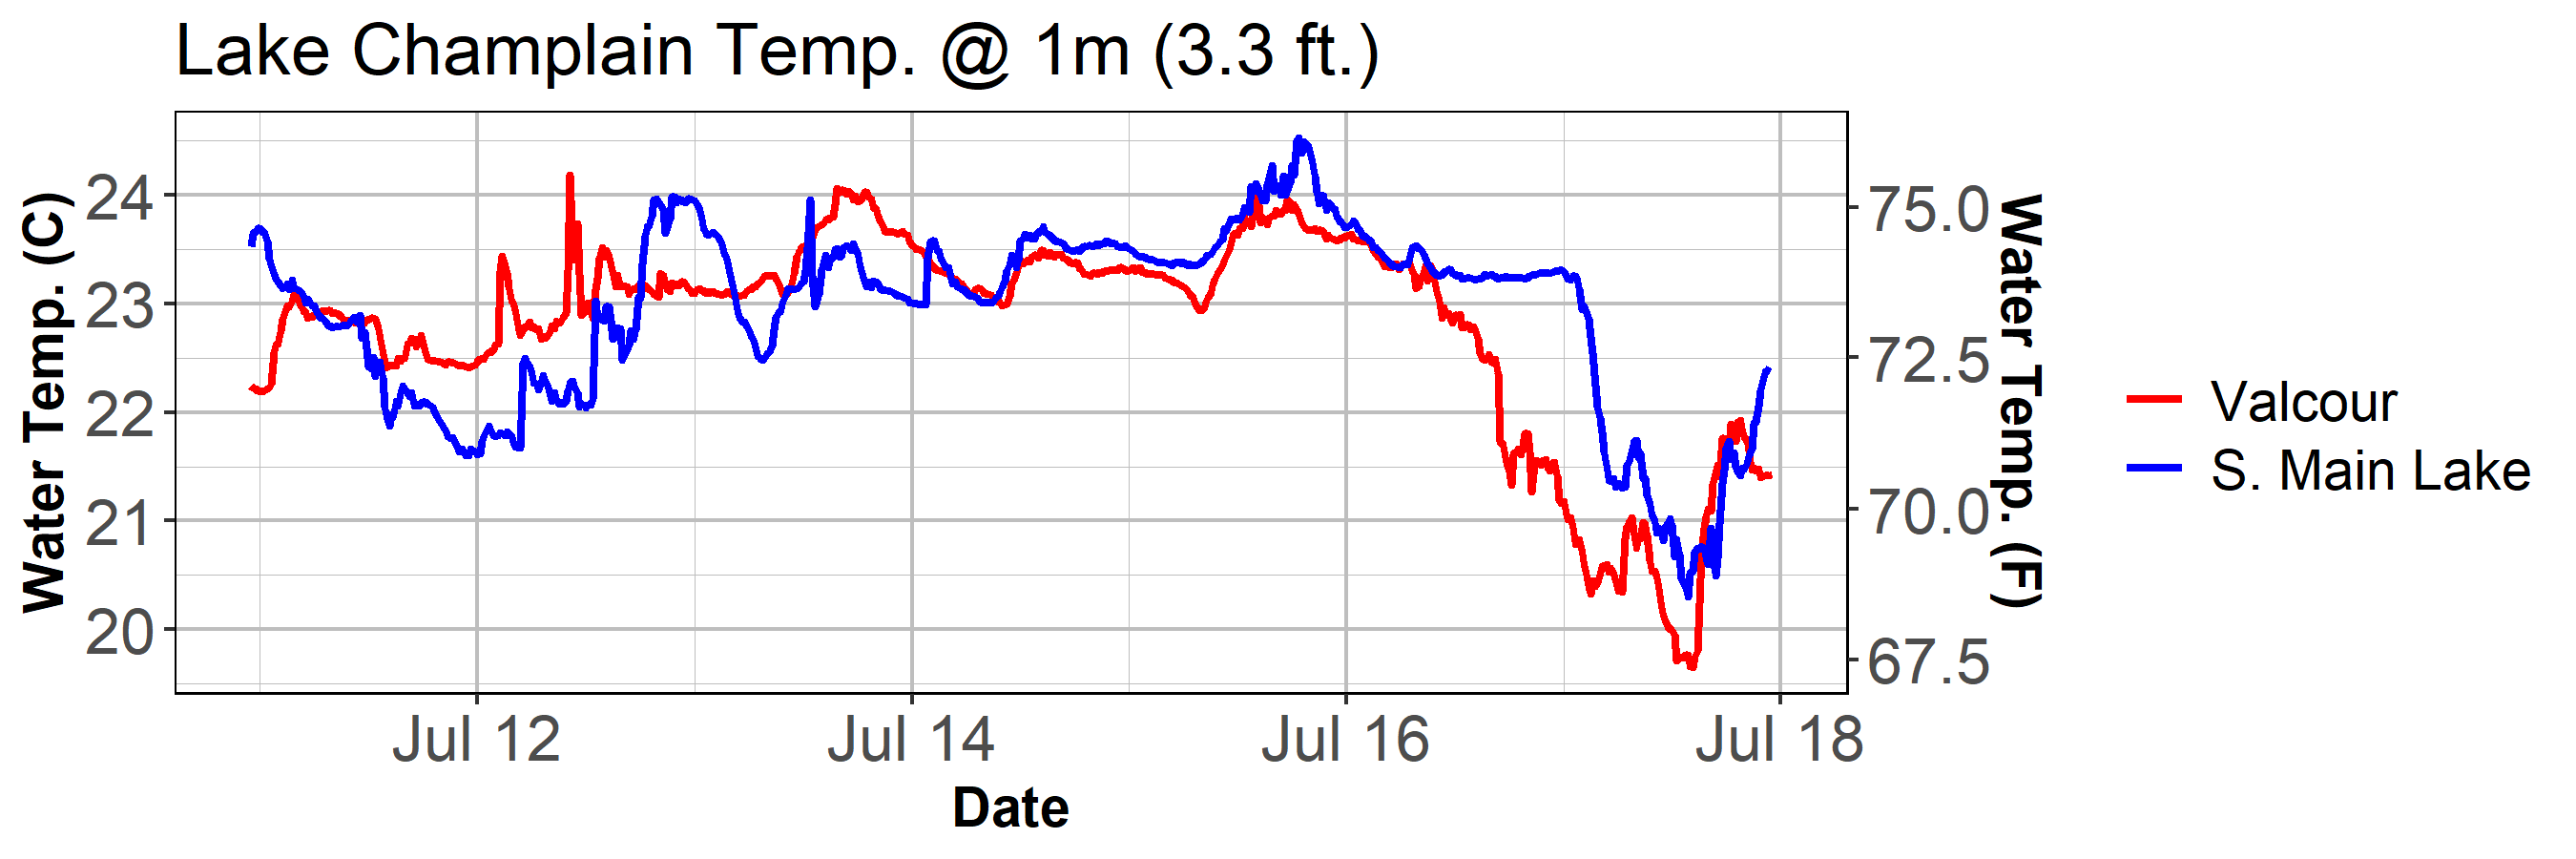 Lake Champlain Temp. @ 1m (3.3 ft.)
Water Temp. (C)
24
23
22
21
20
75.0
72.5
70.0
67.5
Water Temp. (F)
Jul 12
Jul 14
Jul 16
Jul 18
Date
Valcour
S. Main Lake